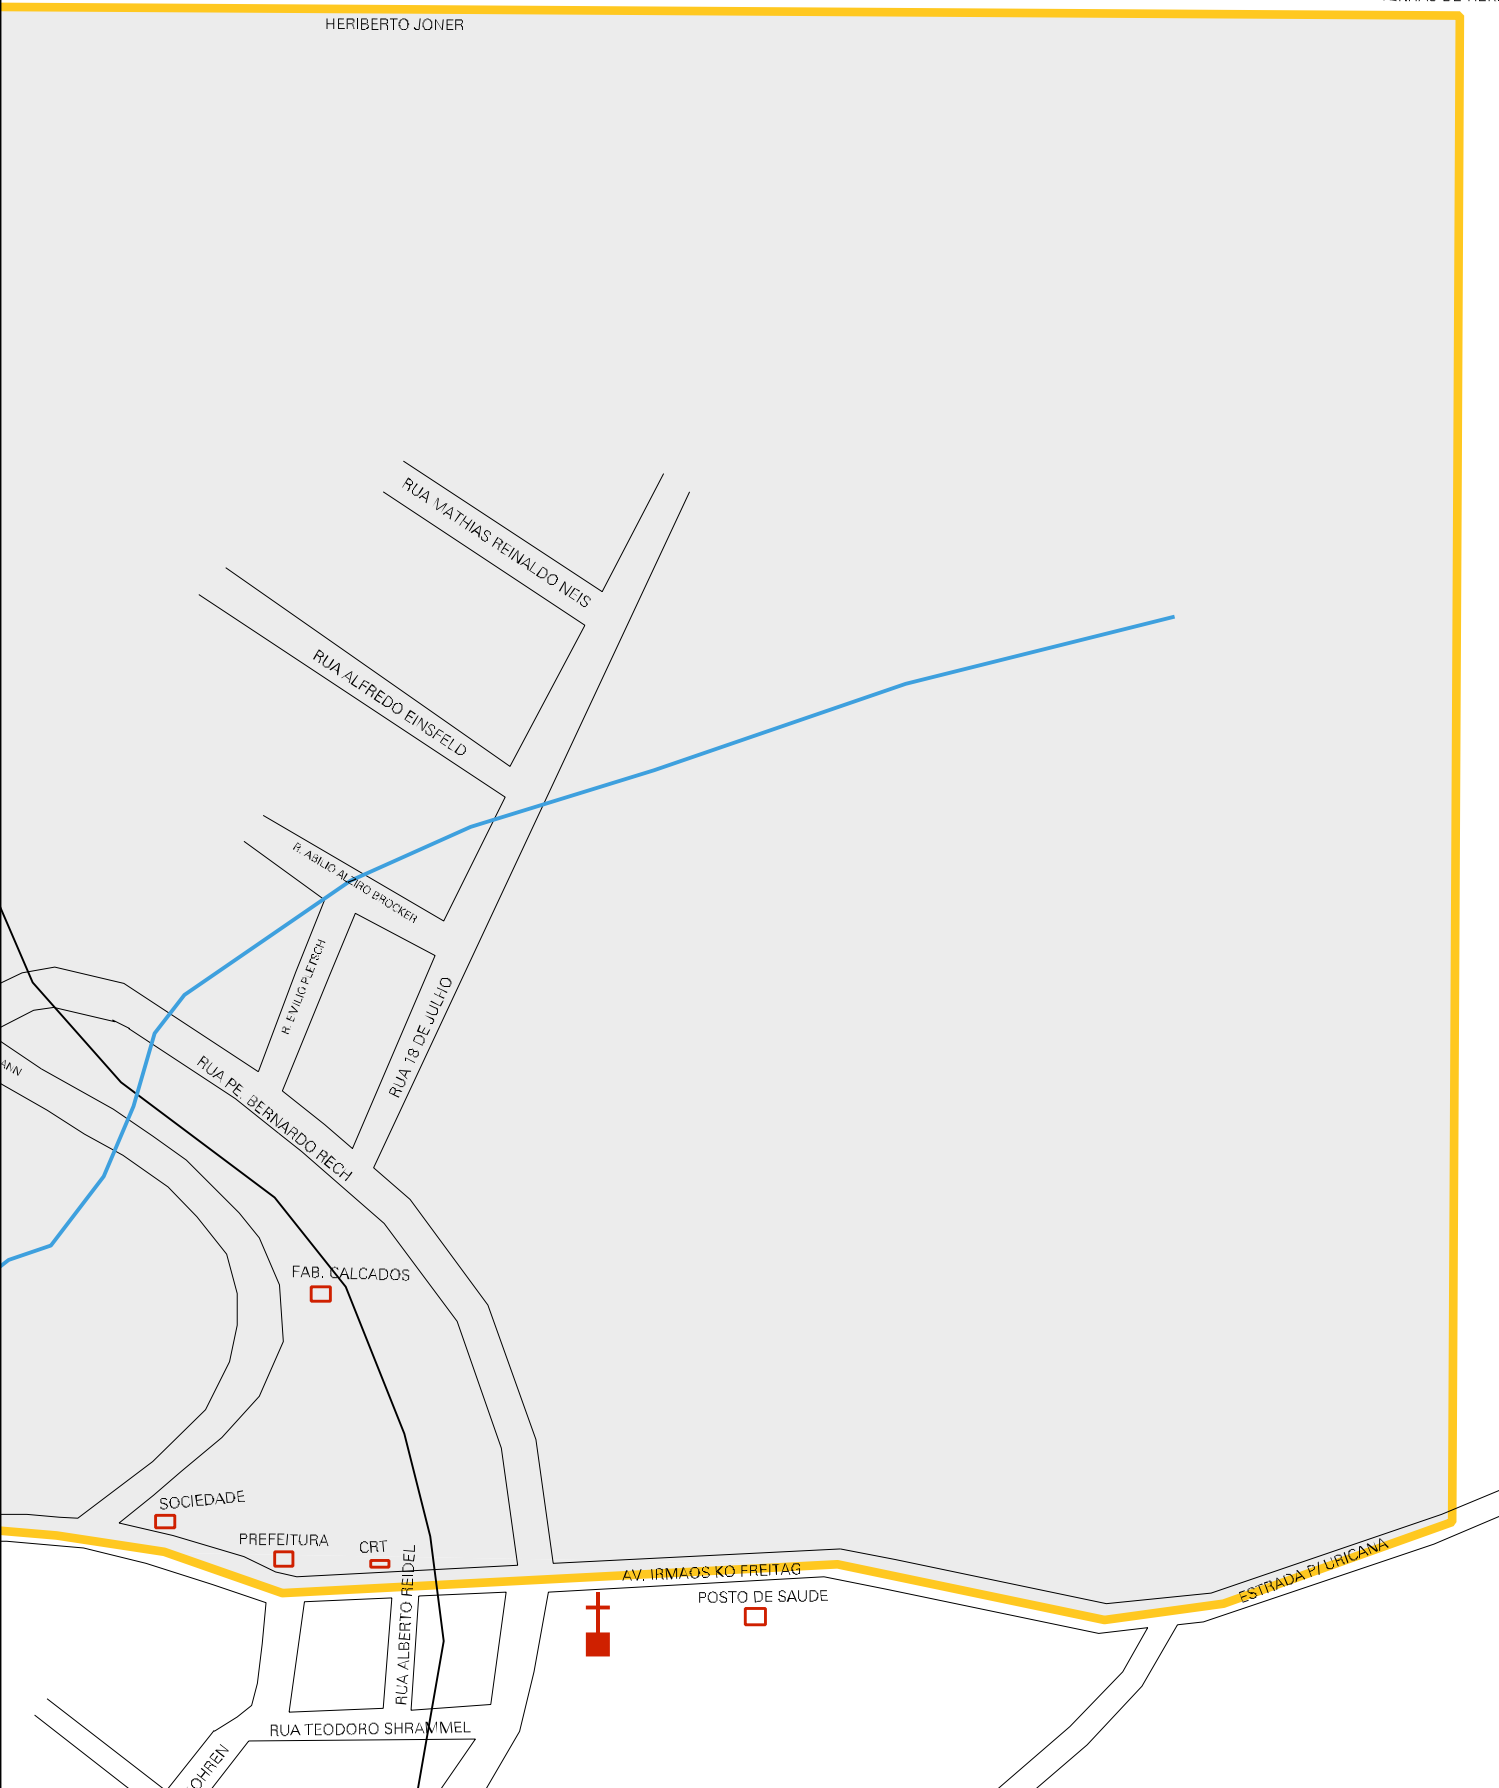 HERIBERTO JONER
RUA MATHIAS REINALDO NEIS
RUA ALFREDO EINSFELD
R. ABILIO ALZIRO BROCKER
R. EVILIO PLETSCH
RUA 18 DE JULHO
ANN
RUA PE. BERNARDO RECH
FAB. CALCADOS
SOCIEDADE
PREFEITURA
CRT
RUA ALBERTO REIDEL
AV. IRMAOS KO FREITAG
POSTO DE SAUDE
ESTRADA P/ URICANA
RUA TEODORO SHRAMMEL
OHREN